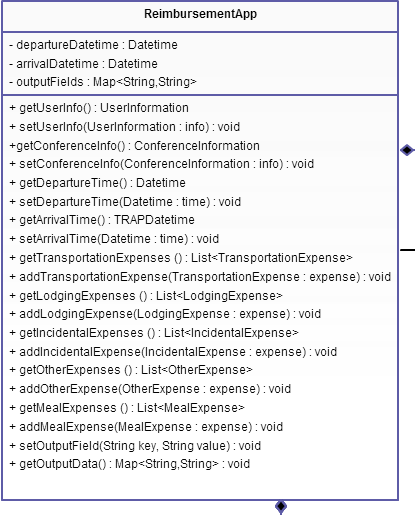 ReimbursementApp
- departureDatetime : Datetime
- arrivalDatetime : Datetime
- outputFields : Map<String,String>
+ getUserInfo() : UserInformation
+ setUserInfo(UserInformation : info) : void
+getConferenceInfo() : ConferenceInformation
+ setConferenceInfo(ConferenceInformation : info) : void
+ getDepartureTime() : Datetime
+ setDepartureTime(Datetime : time) : void
+ getArrivalTime() : TRAPDatetime
+ setArrivalTime(Datetime : time) : void
+ getTransportationExpenses () : List<TransportationExpense>
+ addTransportationExpense(TransportationExpense : expense) : void
+ getLodgingExpenses () : List<LodgingExpense>
+ addLodgingExpense(LodgingExpense : expense) : void
+ getIncidentalExpenses () : List<IncidentalExpense>
+ addIncidentalExpense(IncidentalExpense : expense) : void
+ getOtherExpenses () : List<OtherExpense>
+ addOtherExpense(OtherExpense : expense) : void
+ getMealExpenses () : List<MealExpense>
+ addMealExpense(MealExpense : expense) : void
+ setOutputField(String key, String value) : void
+ getOutputData() : Map<String,String> : void